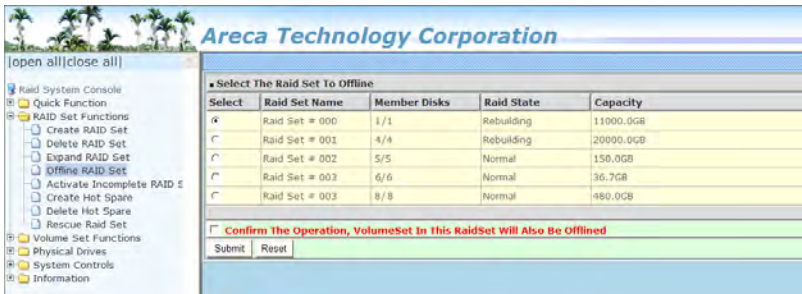 Areca Technology Corporation
|open all|close all|
Raid System Console
Quick Function
RAID Set Functions
Create RAID Set
Delete RAID Set
Expand RAID Set
Offline RAID Set
Activate Incomplete RAID S
Create Hot Spare
Delete Hot Spare
Rescue Raid Set
Volume Set Functions
Physical Drives
System Controls
Information
Select The Raid Set To Offline
Select Raid Set Name Member Disks Raid State Capacity
Raid Set # 000 1/1 Rebuilding 11000.0GB
Raid Set # 001 4/4 Rebuilding 20000.0GB
Raid Set # 002 5/5 Normal 150.0GB
Raid Set # 003 6/6 Normal 36.7GB
Raid Set # 003 8/8 Normal 480.0GB
Confirm The Operation, VolumeSet In This RaidSet Will Also Be Offlined
Submit Reset